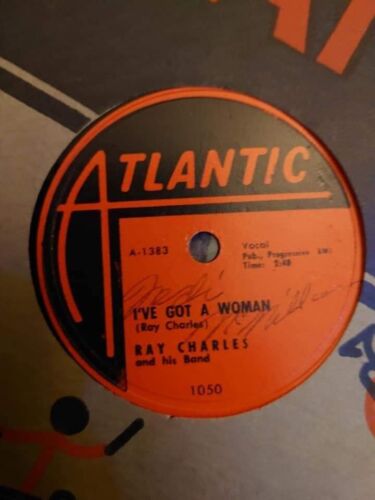 ATLANTIC
A-1383
Vocal
Pub., Progressive BMI
Time: 2:48
I'VE GOT A WOMAN
(Ray Charles)
RAY CHARLES
and his Band
1050